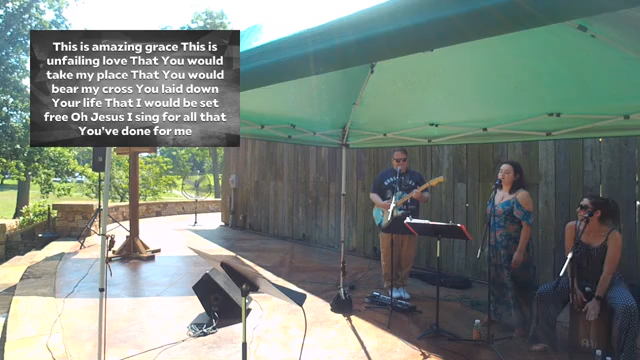 This is amazing grace This is
unfailing love That You would
take my place That You would
bear my cross You laid down
Your life That I would be set
free Oh Jesus I sing for all that
You've done for me